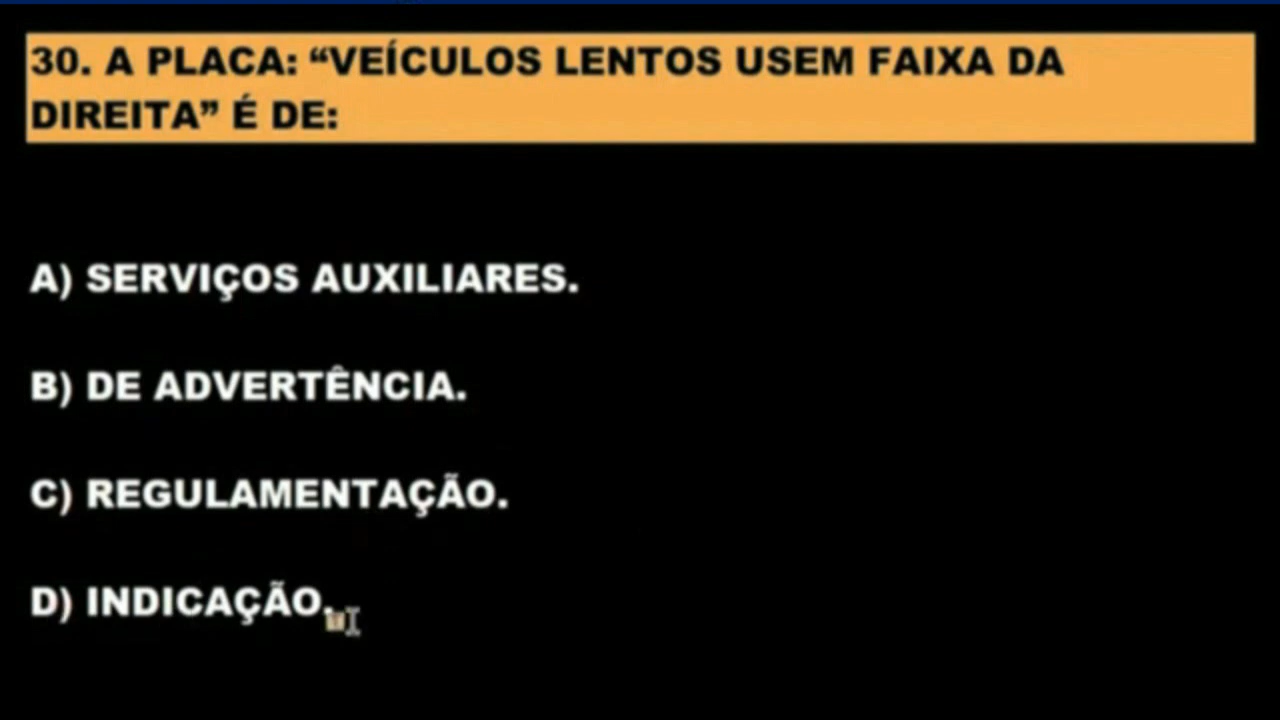 30. A PLACA: “VEÍCULOS LENTOS USEM FAIXA DA
DIREITA” É DE:
A) SERVIÇOS AUXILIARES.
B) DE ADVERTÊNCIA.
C) REGULAMENTAÇÃO.
D) INDICAÇÃO.